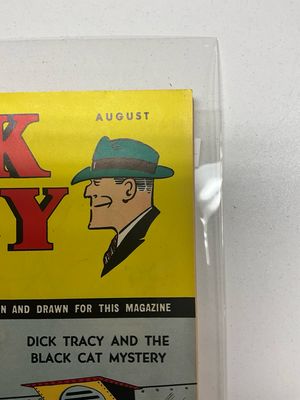 AUGUST
K
Y
N AND DRAWN FOR THIS MAGAZINE
DICK TRACY AND THE
BLACK CAT MYSTERY